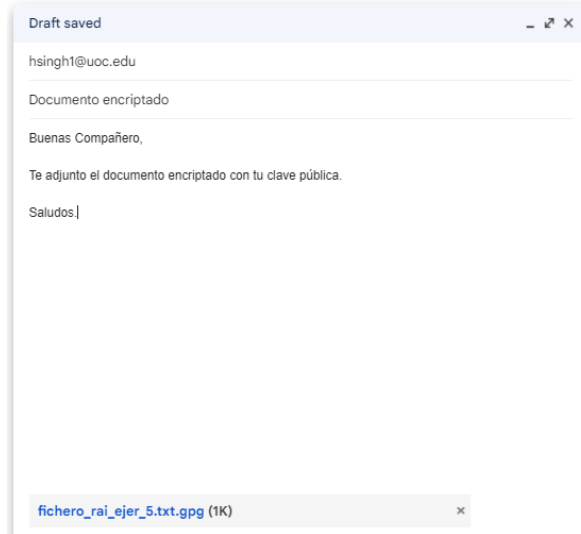 Draft saved
hsingh1@uoc.edu
Documento encriptado
Buenas Compañero,
Te adjunto el documento encriptado con tu clave pública.
Saludos.
fichero_rai_ejer_5.txt.gpg (1K)